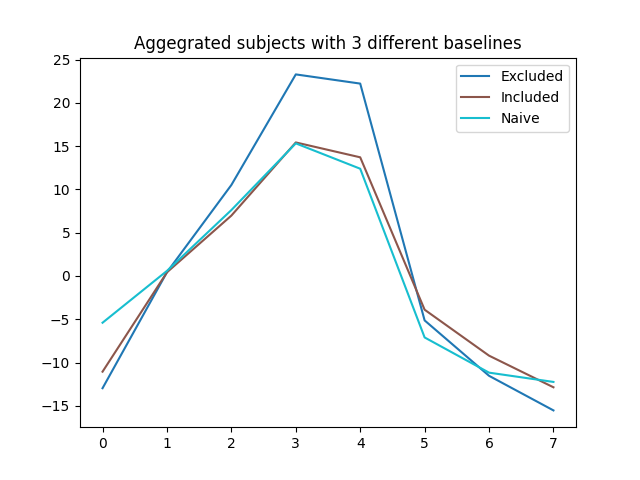 Aggegrated subjects with 3 different baselines
Excluded
Included
Naive
25
20
15
10
5
0
−5
−10
−15
0 1 2 3 4 5 6 7